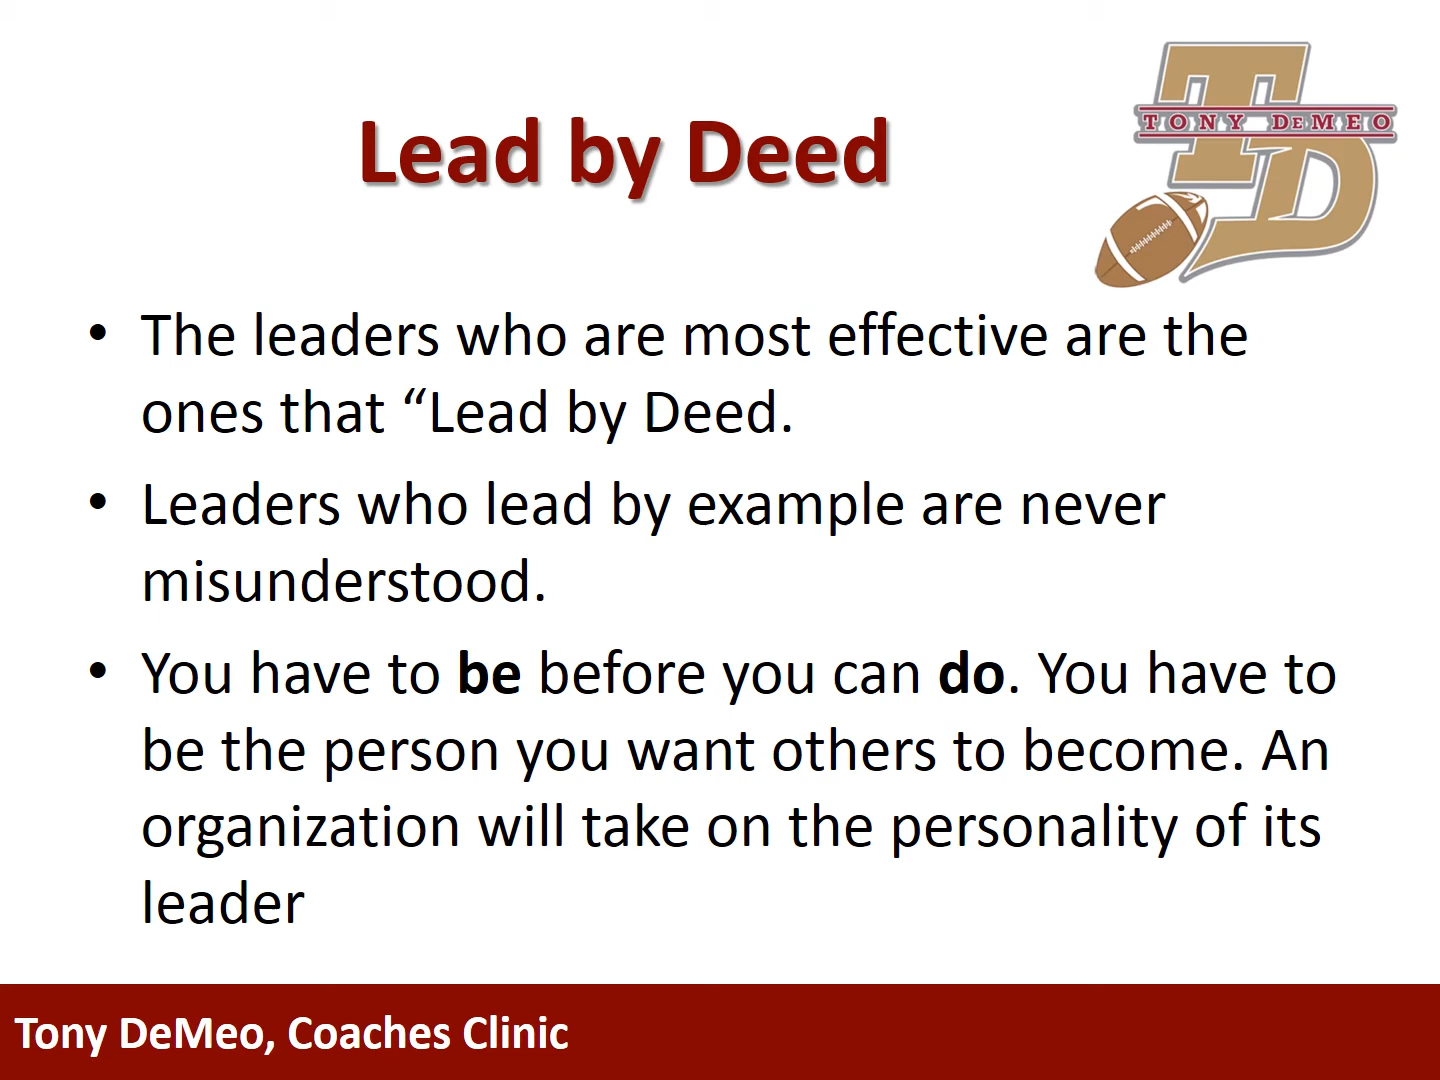 Lead by Deed
TONY DEMEO
TD
• The leaders who are most effective are the
ones that “Lead by Deed.
• Leaders who lead by example are never
misunderstood.
• You have to be before you can do. You have to
be the person you want others to become. An
organization will take on the personality of its
leader
Tony DeMeo, Coaches Clinic